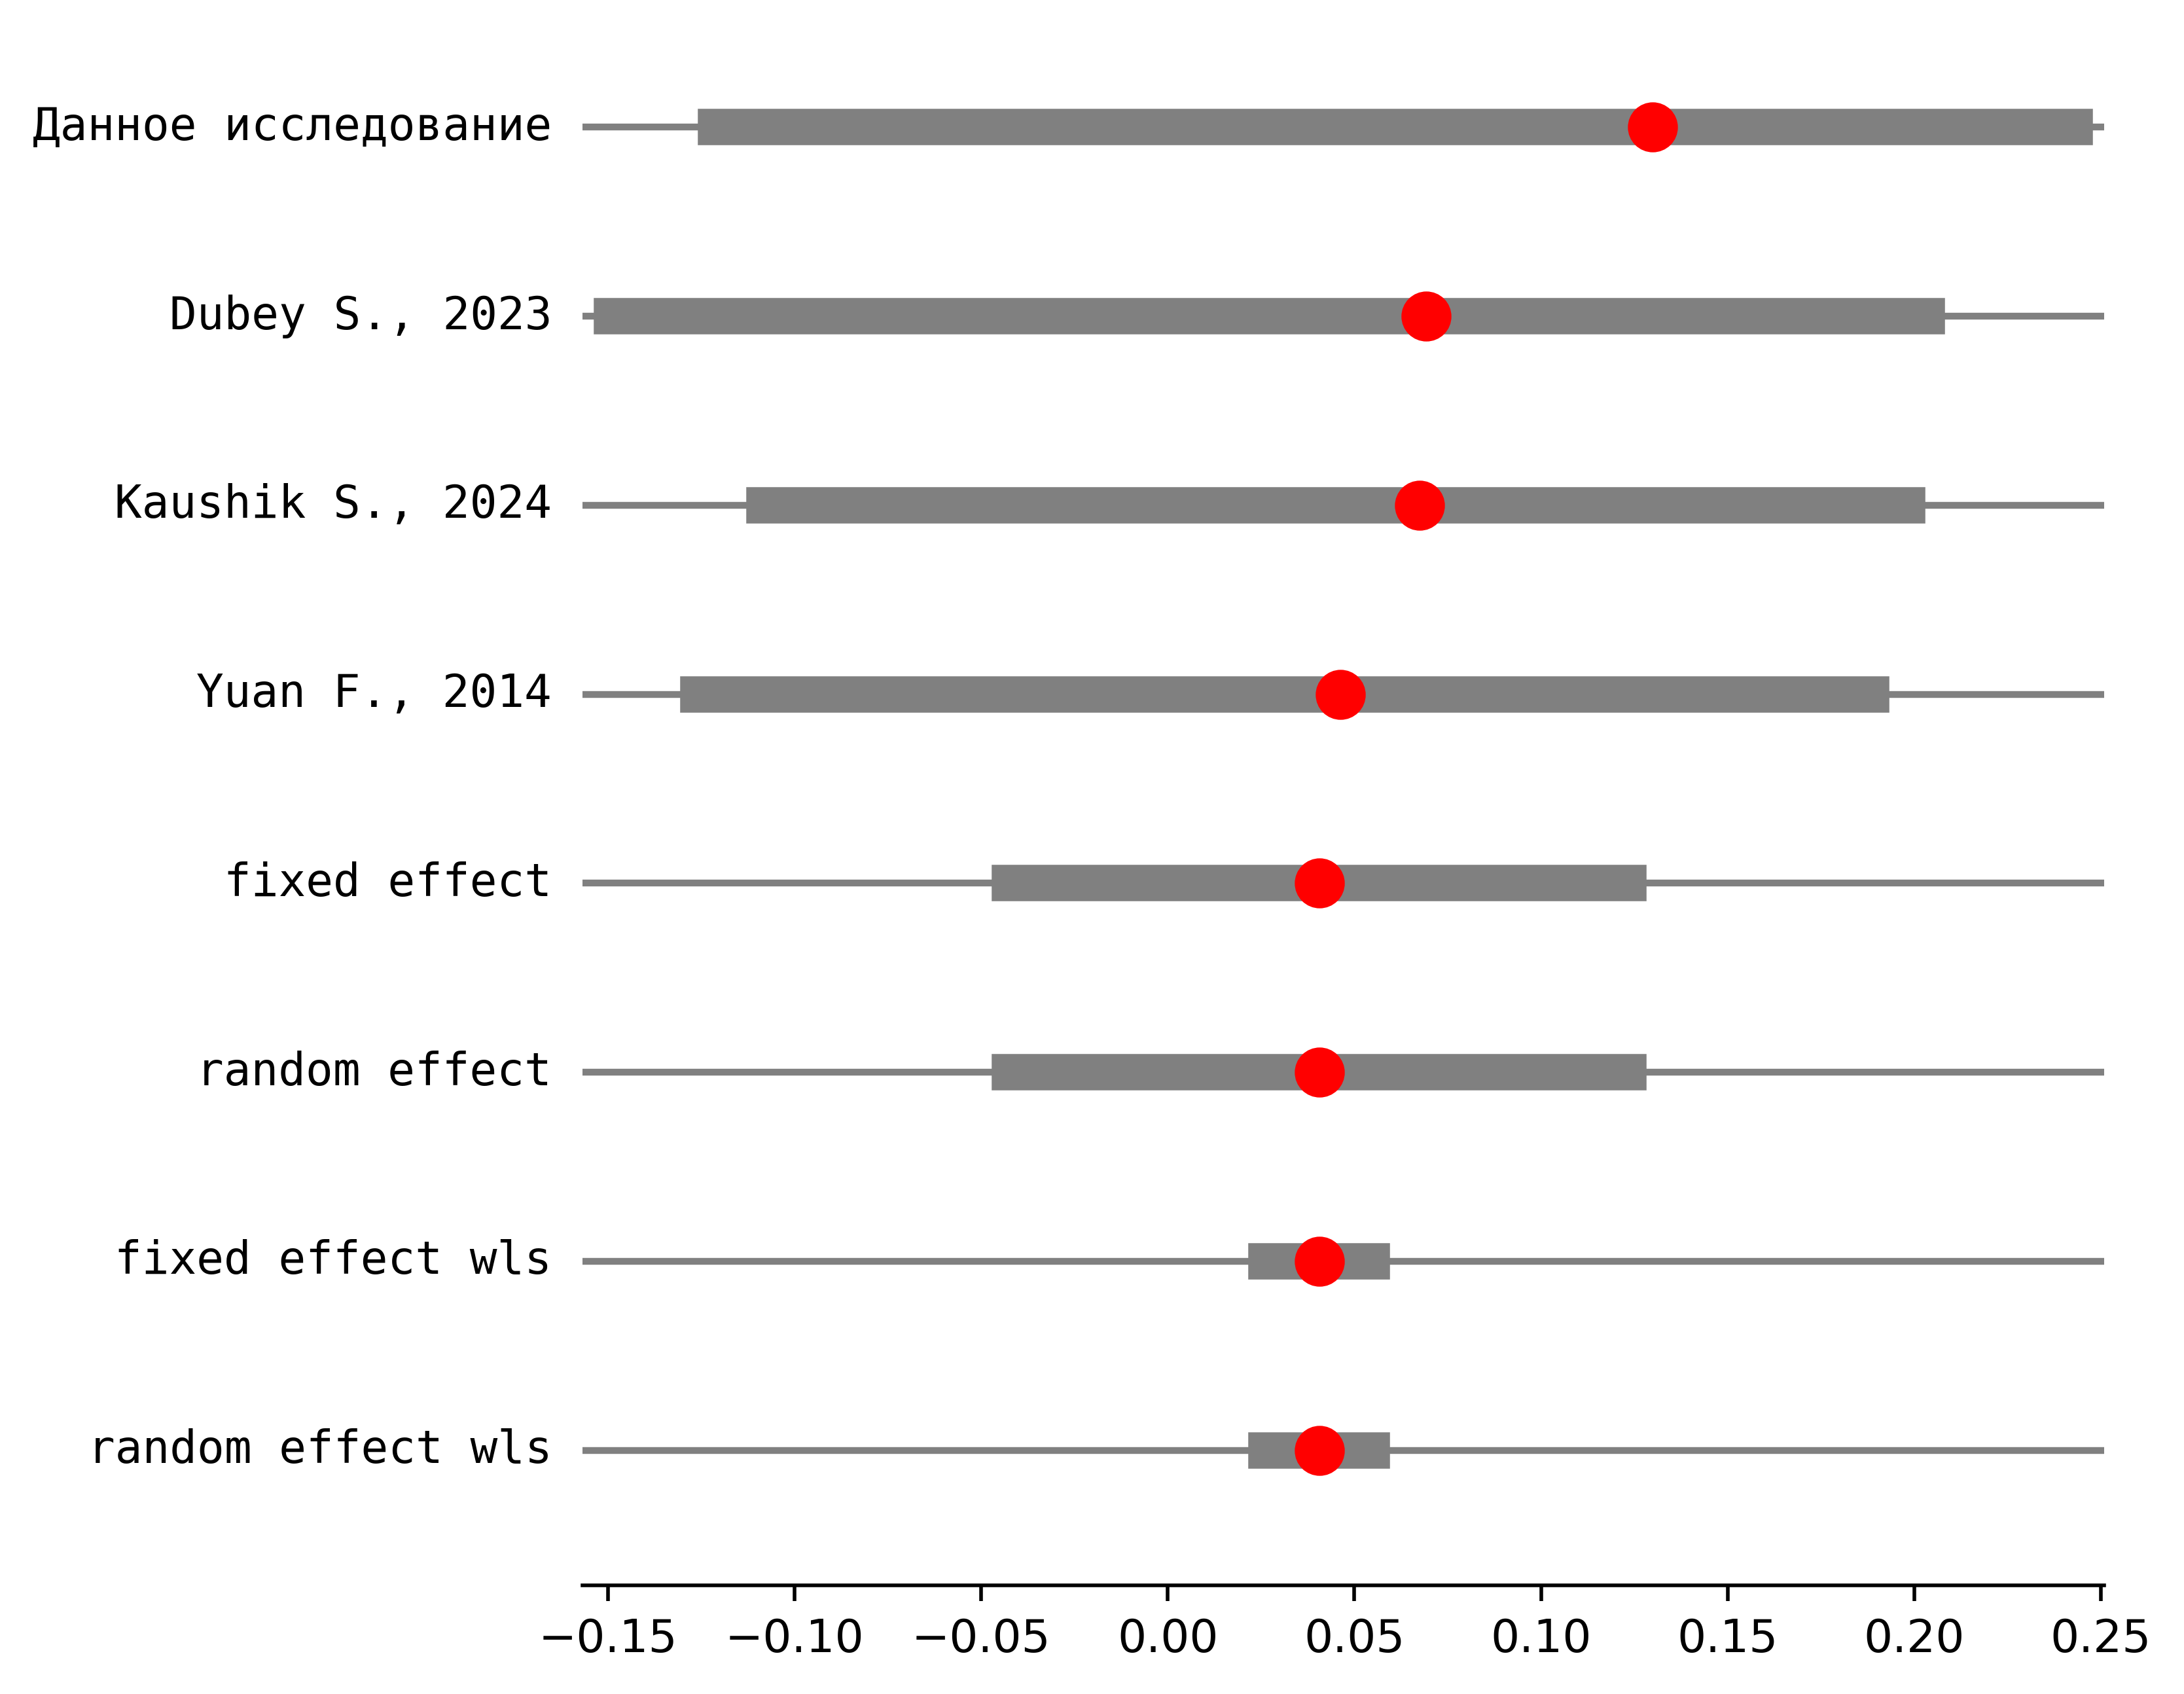 Данное исследование
Dubey S., 2023
Kaushik S., 2024
Yuan F., 2014
fixed effect
random effect
fixed effect wls
random effect wls
−0.15 −0.10 −0.05 0.00 0.05 0.10 0.15 0.20 0.25